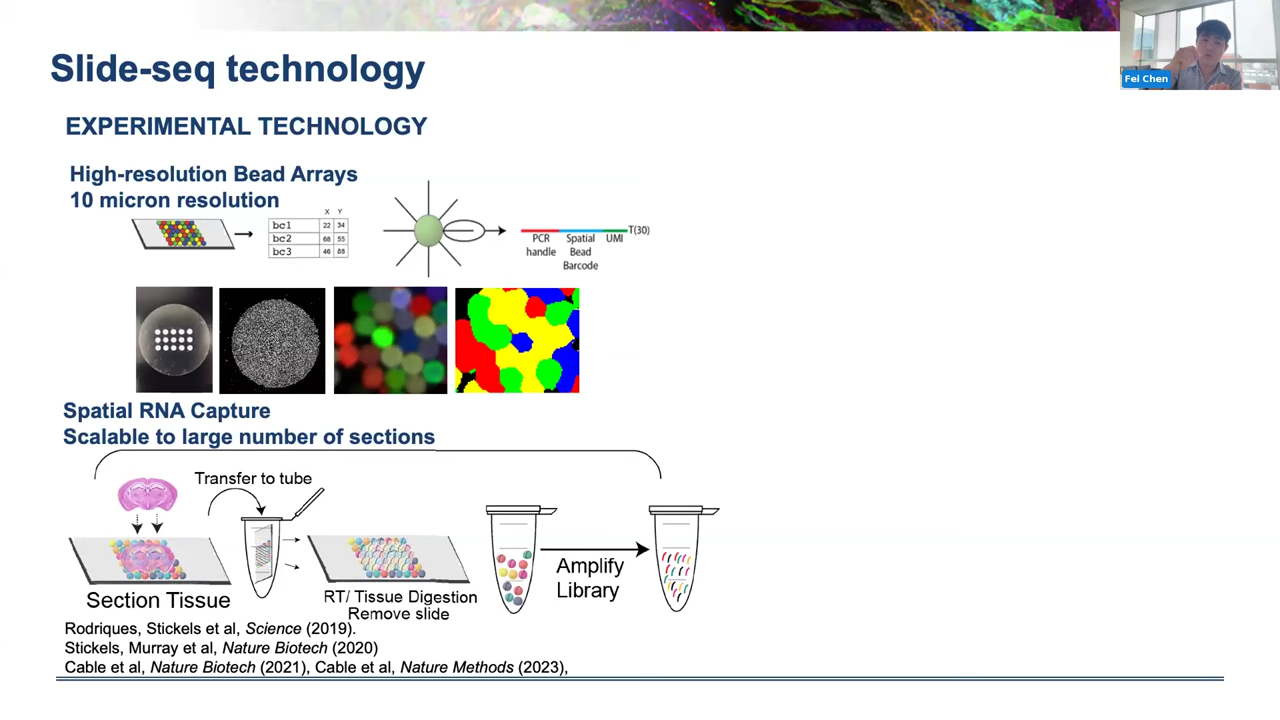 Fei Chen
Slide-seq technology
EXPERIMENTAL TECHNOLOGY
High-resolution Bead Arrays
10 micron resolution
X Y
bc1 22 34
bc2 68 55
bc3 46 88
T(30)
PCR handle
Spatial Bead Barcode
UMI
Spatial RNA Capture
Scalable to large number of sections
Transfer to tube
Section Tissue
RT/ Tissue Digestion
Remove slide
Amplify
Library
Rodriques, Stickels et al, Science (2019).
Stickels, Murray et al, Nature Biotech (2020)
Cable et al, Nature Biotech (2021), Cable et al, Nature Methods (2023),